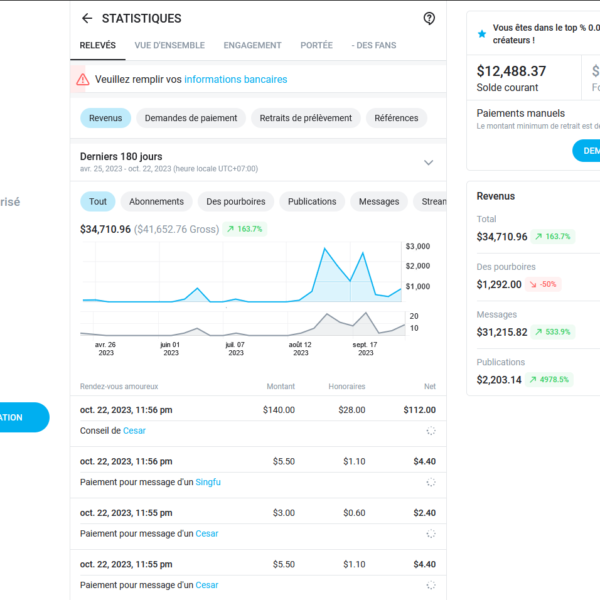 STATISTIQUES
RELEVÉS VUE D'ENSEMBLE ENGAGEMENT PORTÉE - DES FANS
Veuillez remplir vos informations bancaires
Revenus Demandes de paiement Retraits de prélèvement Références
Derniers 180 jours
avr. 25, 2023 - oct. 22, 2023 (heure locale UTC+07:00)
Tout Abonnements Des pourboires Publications Messages Strean
$34,710.96 ($41,652.76 Gross) 163.7%
$3,000
$2,000
$1,000
20
10
avr. 26 juin 01 juil. 07 août 12 sept. 17
2023 2023 2023 2023 2023
Rendez-vous amoureux Montant Honoraires Net
oct. 22, 2023, 11:56 pm $140.00 $28.00 $112.00
Conseil de Cesar
oct. 22, 2023, 11:56 pm $5.50 $1.10 $4.40
Paiement pour message d'un Singfu
oct. 22, 2023, 11:55 pm $3.00 $0.60 $2.40
Paiement pour message d'un Cesar
oct. 22, 2023, 11:55 pm $5.50 $1.10 $4.40
Paiement pour message d'un Cesar
risé
ATION
Vous êtes dans le top % 0.0
créateurs !
$12,488.37 $
Solde courant Fo
Paiements manuels
Le montant minimum de retrait est de
DEM
Revenus
Total
$34,710.96 163.7%
Des pourboires
$1,292.00 -50%
Messages
$31,215.82 533.9%
Publications
$2,203.14 4978.5%